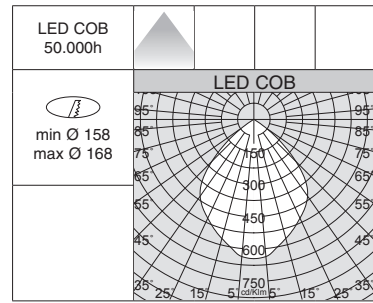 LED COB
50.000h
min Ø 158
max Ø 168
LED COB
95° 95°
85° 85°
75° 75°
150
65° 65°
300
55° 55°
450
45° 45°
600
750
cd/Klm
35° 25° 15° 5° 5° 15° 25° 35°